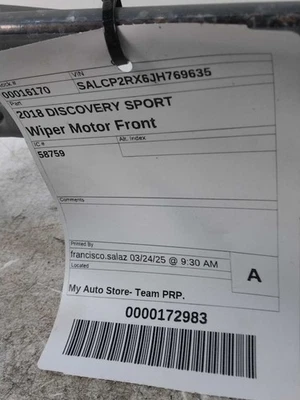 Stock # VIN
00016170 SALCP2RX6JH769635
Part
2018 DISCOVERY SPORT
Wiper Motor Front
IC # Alt. Index
58759
Comments
Printed By
francisco.salaz 03/24/25 @ 9:30 AM
Located
A
My Auto Store- Team PRP.
0000172983